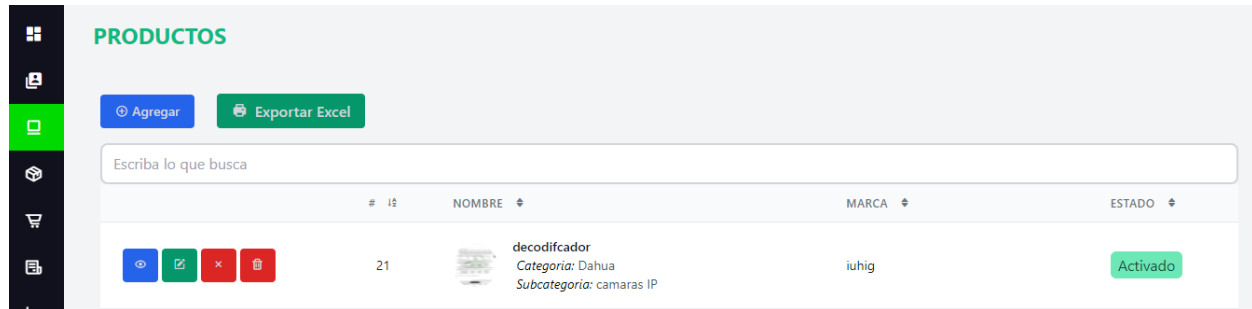 PRODUCTOS
Agregar
Exportar Excel
Escriba lo que busca
#
NOMBRE
MARCA
ESTADO
21
decodifcador
Categoria: Dahua
Subcategoria: camaras IP
iuhig
Activado